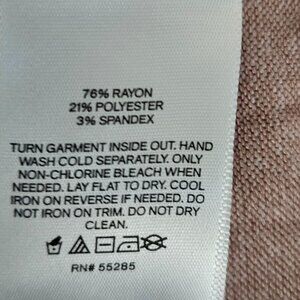 76% RAYON
21% POLYESTER
3% SPANDEX
TURN GARMENT INSIDE OUT. HAND
WASH COLD SEPARATELY. ONLY
NON-CHLORINE BLEACH WHEN
NEEDED. LAY FLAT TO DRY. COOL
IRON ON REVERSE IF NEEDED. DO
NOT IRON ON TRIM. DO NOT DRY
CLEAN.
RN# 55285